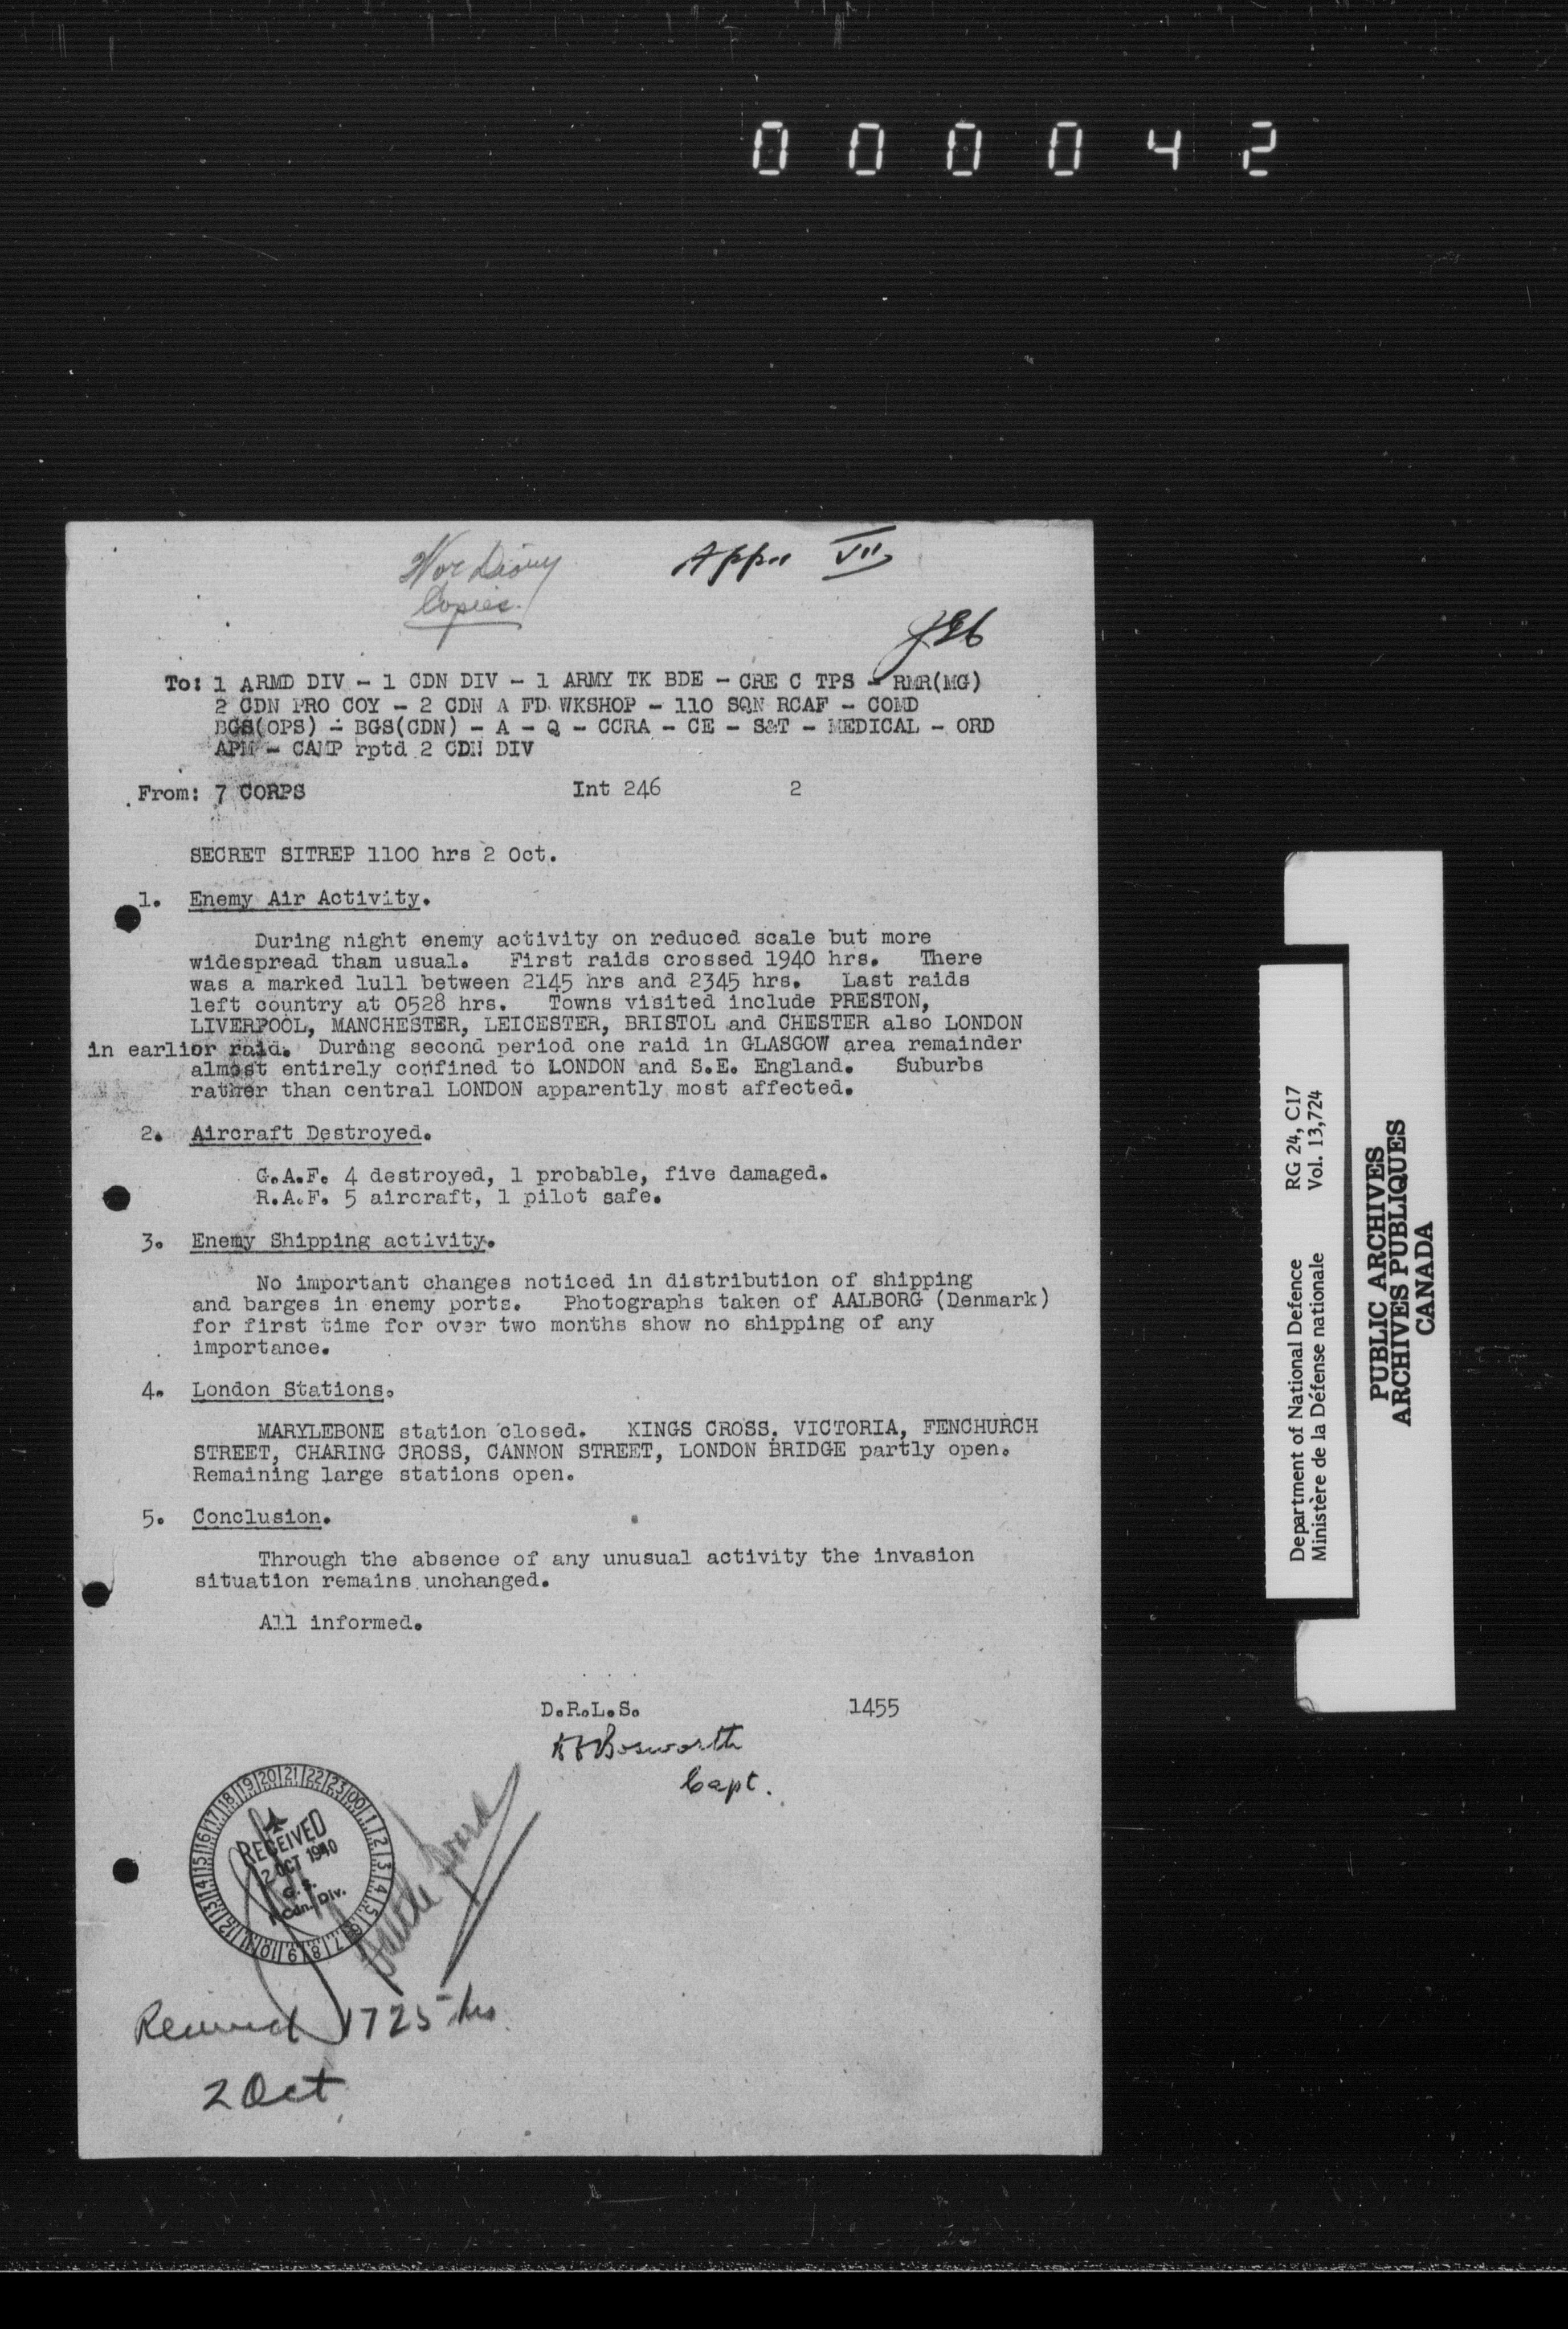 000042
War Diary
Copies.
Appx VII
To: 1 ARMD DIV - 1 CDN DIV - 1 ARMY TK BDE - CRE C TPS - RMR(MG)
2 CDN PRO COY - 2 CDN A FD WKSHOP - 110 SQN RCAF - COMD
BGS(OPS) - BGS(CDN) - A - Q - CCRA - CE - S&T - MEDICAL - ORD
APM - CAMP rptd 2 CDN DIV
From: 7 CORPS Int 246 2
SECRET SITREP 1100 hrs 2 Oct.
1. Enemy Air Activity.
During night enemy activity on reduced scale but more
widespread tham usual. First raids crossed 1940 hrs. There
was a marked lull between 2145 hrs and 2345 hrs. Last raids
left country at 0528 hrs. Towns visited include PRESTON,
LIVERPOOL, MANCHESTER, LEICESTER, BRISTOL and CHESTER also LONDON
in earlier raid. During second period one raid in GLASGOW area remainder
almost entirely confined to LONDON and S.E. England. Suburbs
rather than central LONDON apparently most affected.
2. Aircraft Destroyed.
G.A.F. 4 destroyed, 1 probable, five damaged.
R.A.F. 5 aircraft, 1 pilot safe.
3. Enemy Shipping activity.
No important changes noticed in distribution of shipping
and barges in enemy ports. Photographs taken of AALBORG (Denmark)
for first time for over two months show no shipping of any
importance.
4. London Stations.
MARYLEBONE station closed. KINGS CROSS, VICTORIA, FENCHURCH
STREET, CHARING CROSS, CANNON STREET, LONDON BRIDGE partly open.
Remaining large stations open.
5. Conclusion.
Through the absence of any unusual activity the invasion
situation remains unchanged.
All informed.
D.R.L.S. 1455
Bosworth
Capt.
RECEIVED
2 OCT 1940
G.S.
1 Cdn. Div.
Battle Board
Received 1725 hrs
2 Oct
Department of National Defence RG 24, C17
Ministère de la Défense nationale Vol. 13,724
PUBLIC ARCHIVES
ARCHIVES PUBLIQUES
CANADA